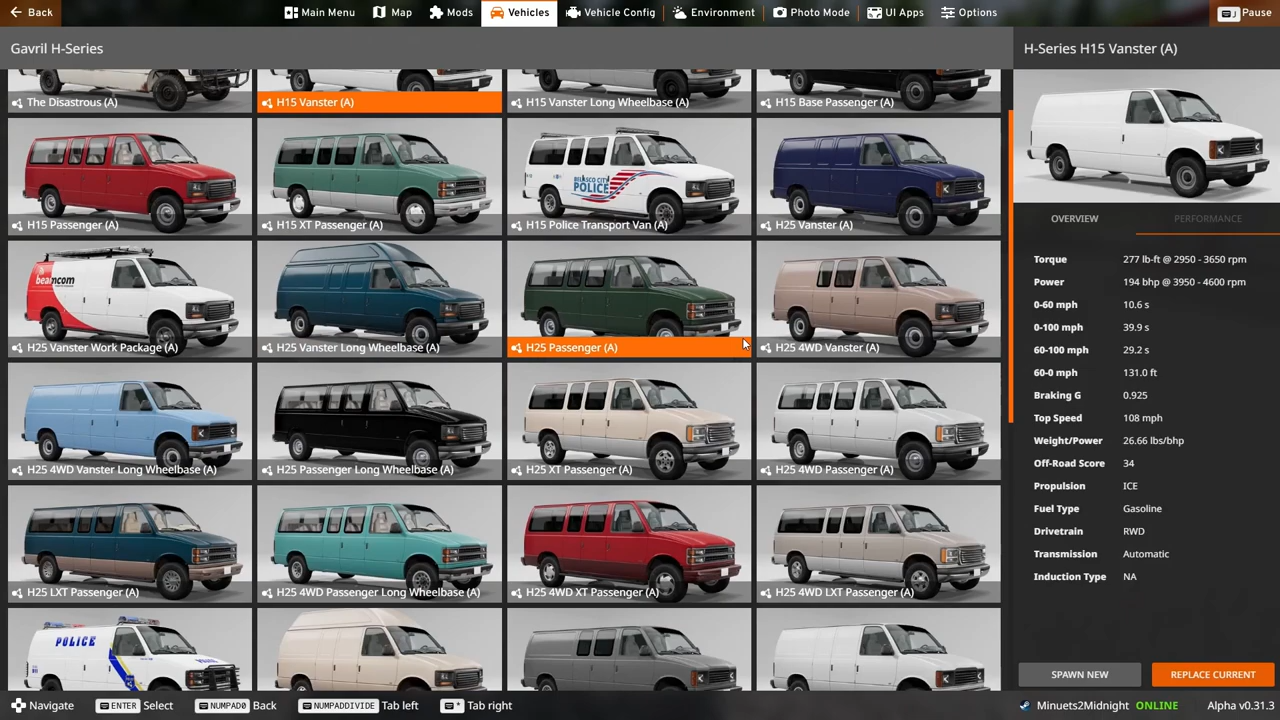 Back
Main Menu
Map
Mods
Vehicles
Vehicle Config
Environment
Photo Mode
UI Apps
Options
J
Pause
Gavril H-Series
H-Series H15 Vanster (A)
The Disastrous (A)
H15 Vanster (A)
H15 Vanster Long Wheelbase (A)
H15 Base Passenger (A)
BELASCO CITY
POLICE
H15 Passenger (A)
H15 XT Passenger (A)
H15 Police Transport Van (A)
H25 Vanster (A)
OVERVIEW
PERFORMANCE
beamcom
H25 Vanster Work Package (A)
H25 Vanster Long Wheelbase (A)
H25 Passenger (A)
H25 4WD Vanster (A)
H25 4WD Vanster Long Wheelbase (A)
H25 Passenger Long Wheelbase (A)
H25 XT Passenger (A)
H25 4WD Passenger (A)
H25 LXT Passenger (A)
H25 4WD Passenger Long Wheelbase (A)
H25 4WD XT Passenger (A)
H25 4WD LXT Passenger (A)
POLICE
Torque 277 lb-ft @ 2950 - 3650 rpm
Power 194 bhp @ 3950 - 4600 rpm
0-60 mph 10.6 s
0-100 mph 39.9 s
60-100 mph 29.2 s
60-0 mph 131.0 ft
Braking G 0.925
Top Speed 108 mph
Weight/Power 26.66 lbs/bhp
Off-Road Score 34
Propulsion ICE
Fuel Type Gasoline
Drivetrain RWD
Transmission Automatic
Induction Type NA
SPAWN NEW
REPLACE CURRENT
Navigate
ENTER Select
NUMPAD0 Back
NUMPADDIVIDE Tab left
* Tab right
Minuets2Midnight ONLINE
Alpha v0.31.3